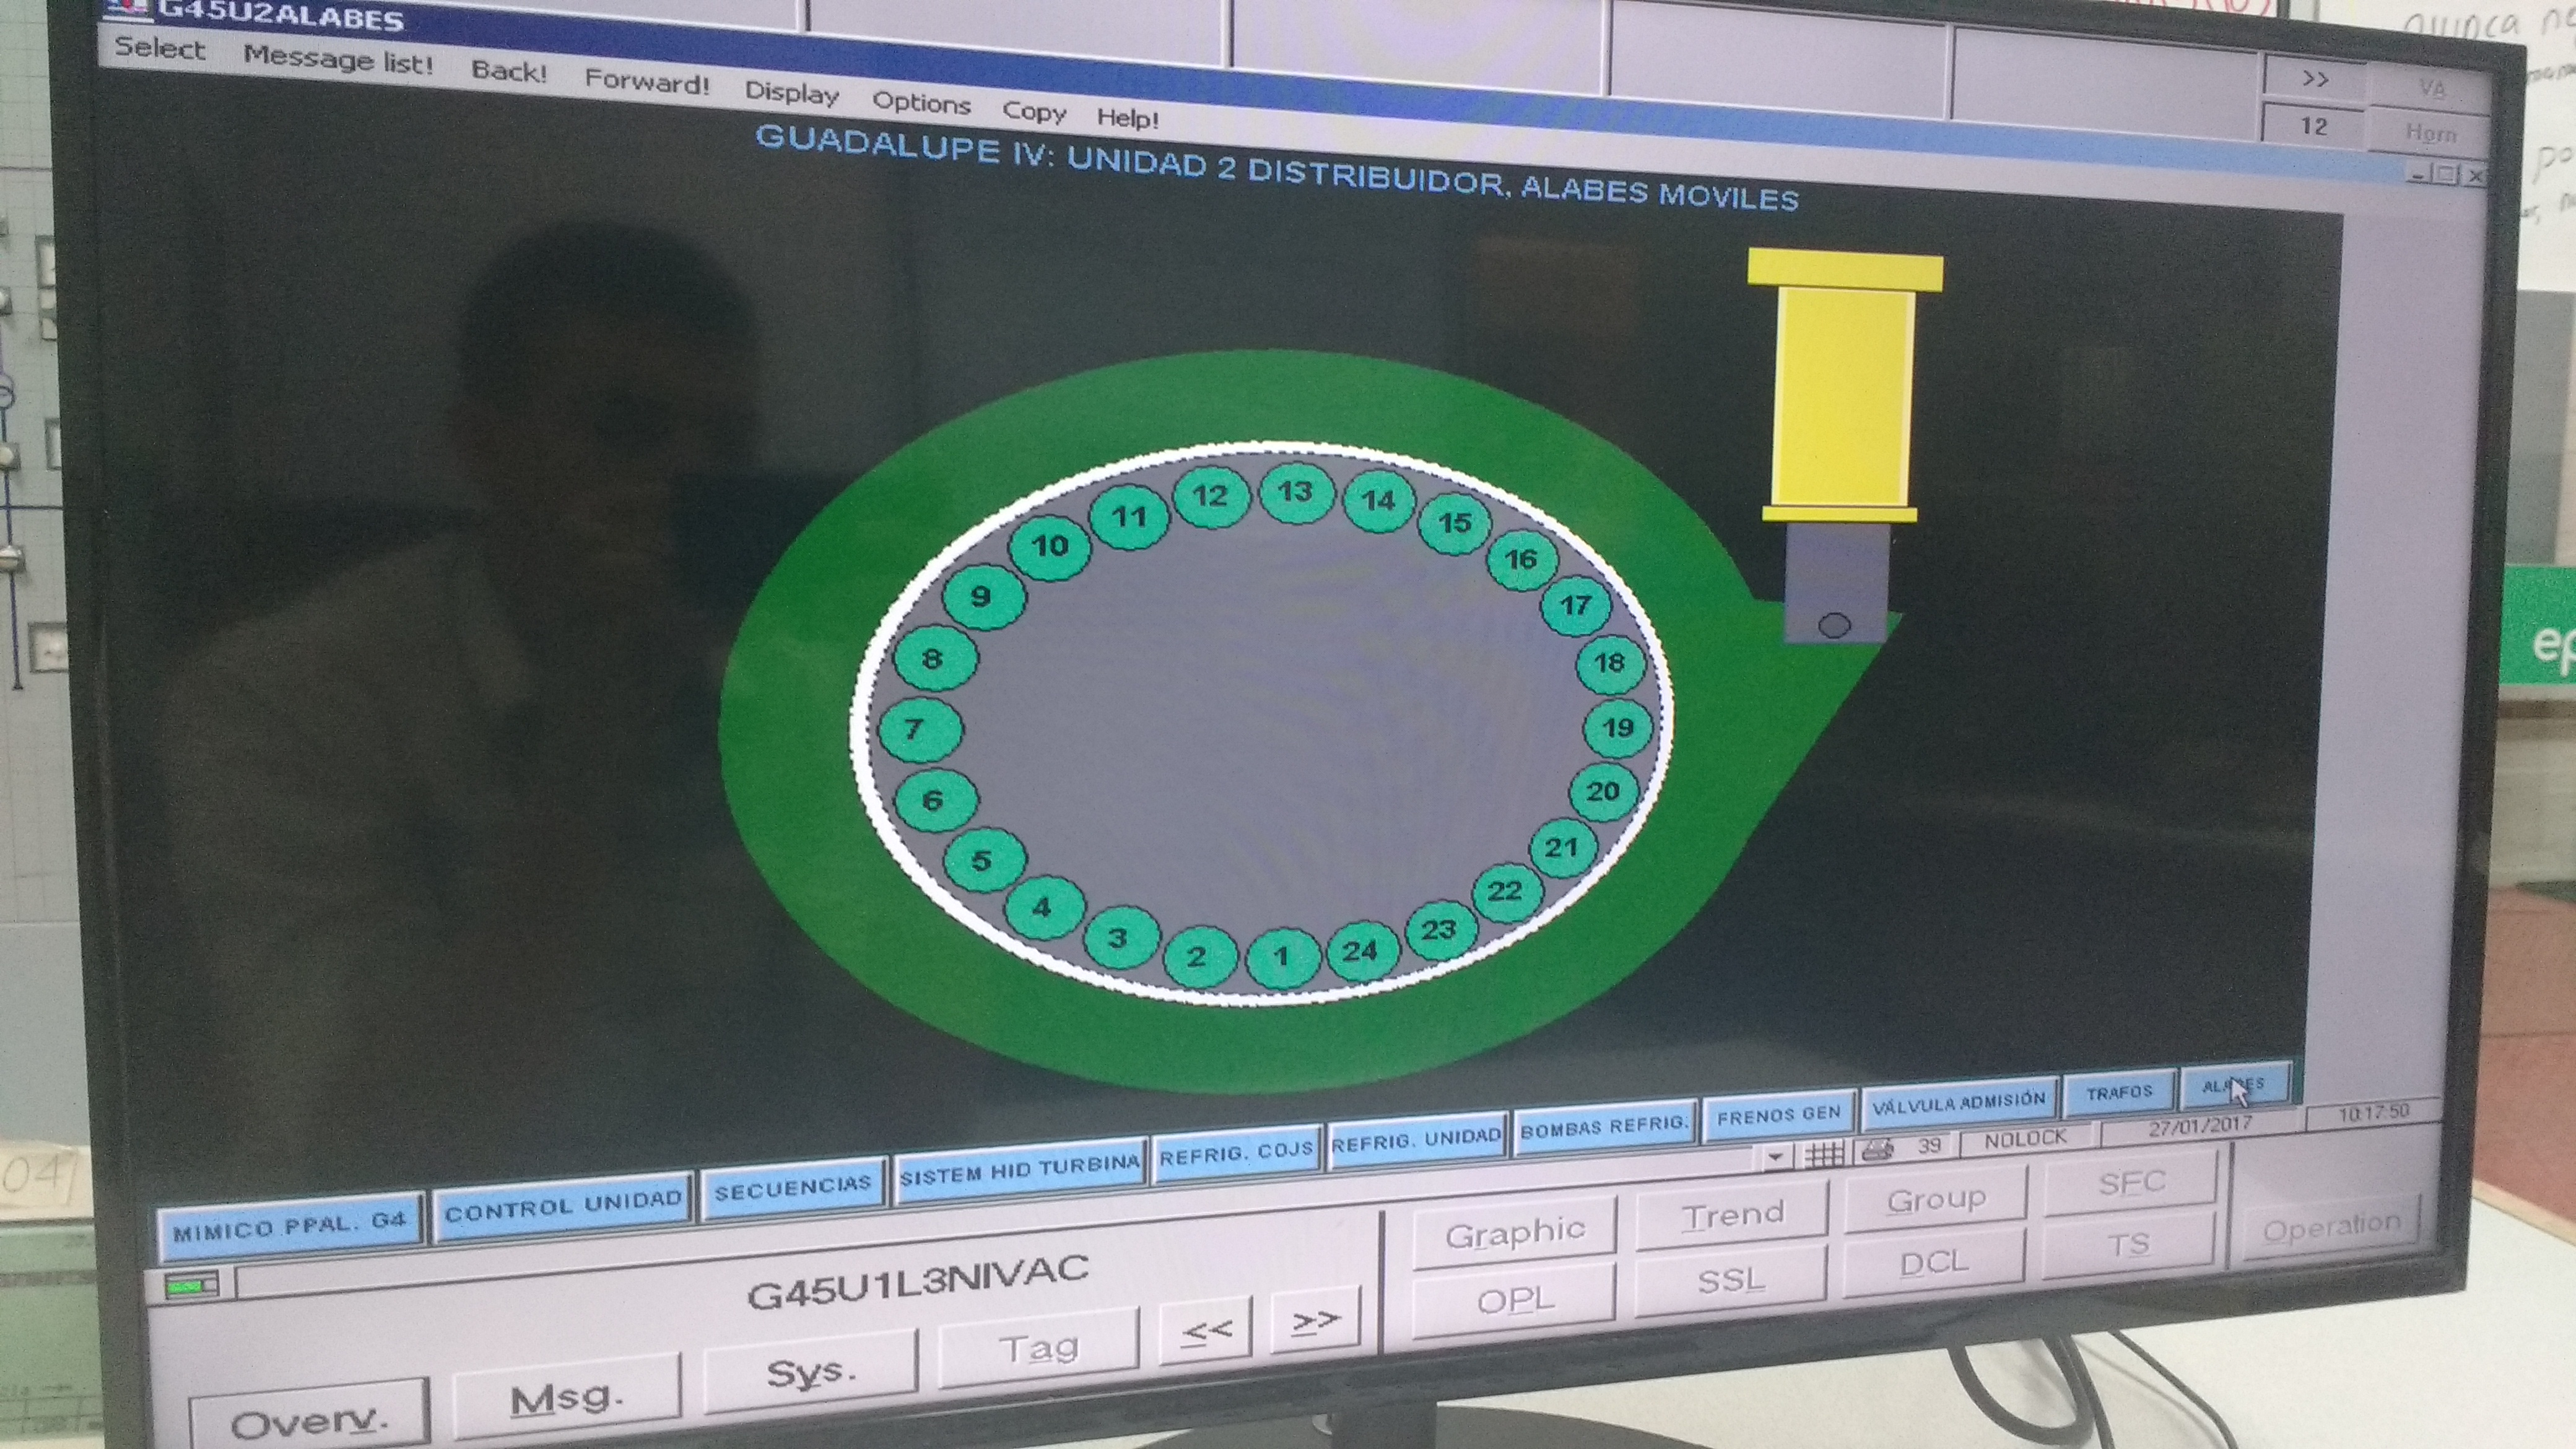 G45U2ALABES
Select Message list! Back! Forward! Display Options Copy Help!
>> VA
12 Horn
GUADALUPE IV: UNIDAD 2 DISTRIBUIDOR, ALABES MOVILES
13
12 14
11 15
10 16
9 17
8 18
7 19
6 20
5 21
4 22
3 23
2 1 24
ep
MIMICO PPAL. G4 CONTROL UNIDAD SECUENCIAS SISTEM HID TURBINA REFRIG. COJS REFRIG. UNIDAD BOMBAS REFRIG. FRENOS GEN VÁLVULA ADMISIÓN TRAFOS ALABES
39 NOLOCK 27/01/2017 10:17:50
G45U1L3NIVAC
Graphic Trend Group SFC
OPL SSL DCL TS Operation
Overv. Msg. Sys. Tag << >>
04